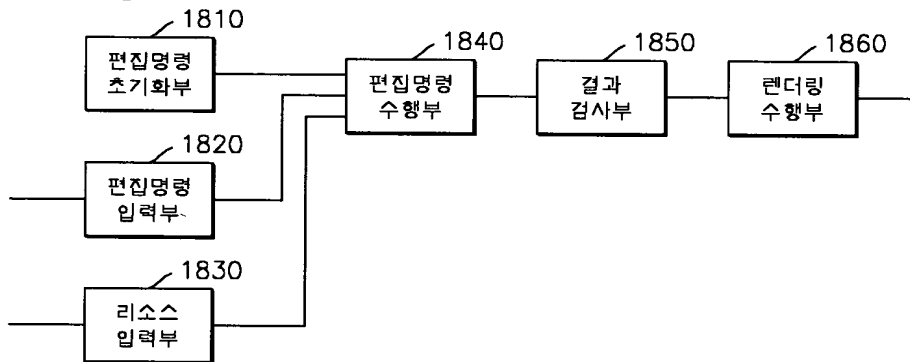 1810
편집명령
초기화부
1820
편집명령
입력부
1830
리소스
입력부
1840
편집명령
수행부
1850
결과
검사부
1860
렌더링
수행부